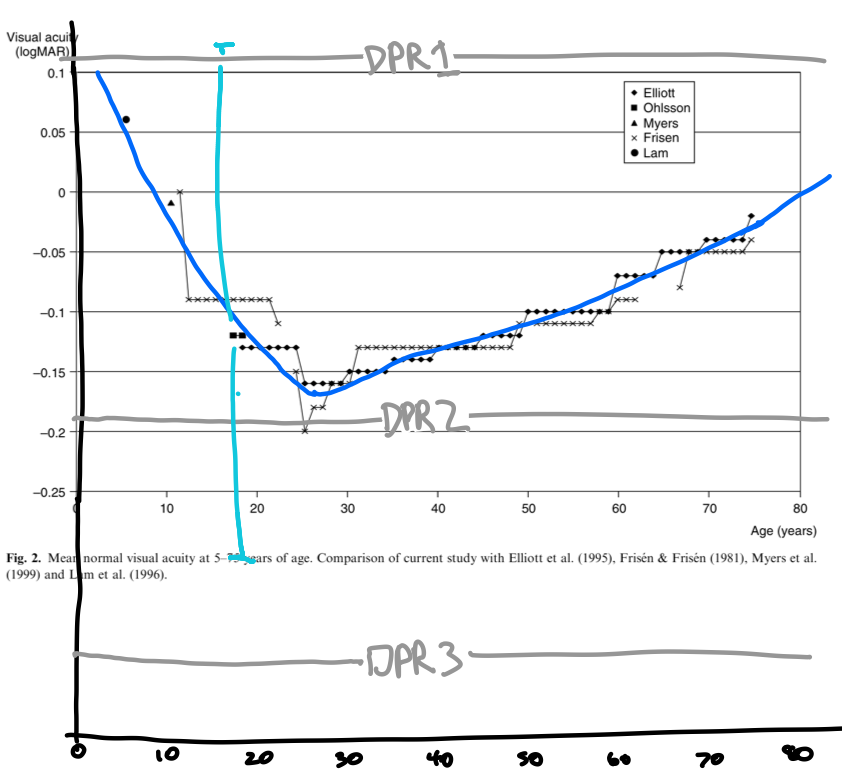 Visual acuity
(logMAR)
DPR1
0.1
Elliott
Ohlsson
Myers
Frisen
Lam
0.05
0
−0.05
−0.1
−0.15
DPR2
−0.2
−0.25
0 10 20 30 40 50 60 70 80
Age (years)
Fig. 2. Mean normal visual acuity at 5–75 years of age. Comparison of current study with Elliott et al. (1995), Frisén & Frisén (1981), Myers et al.
(1999) and Lam et al. (1996).
DPR3
0 10 20 30 40 50 60 70 80